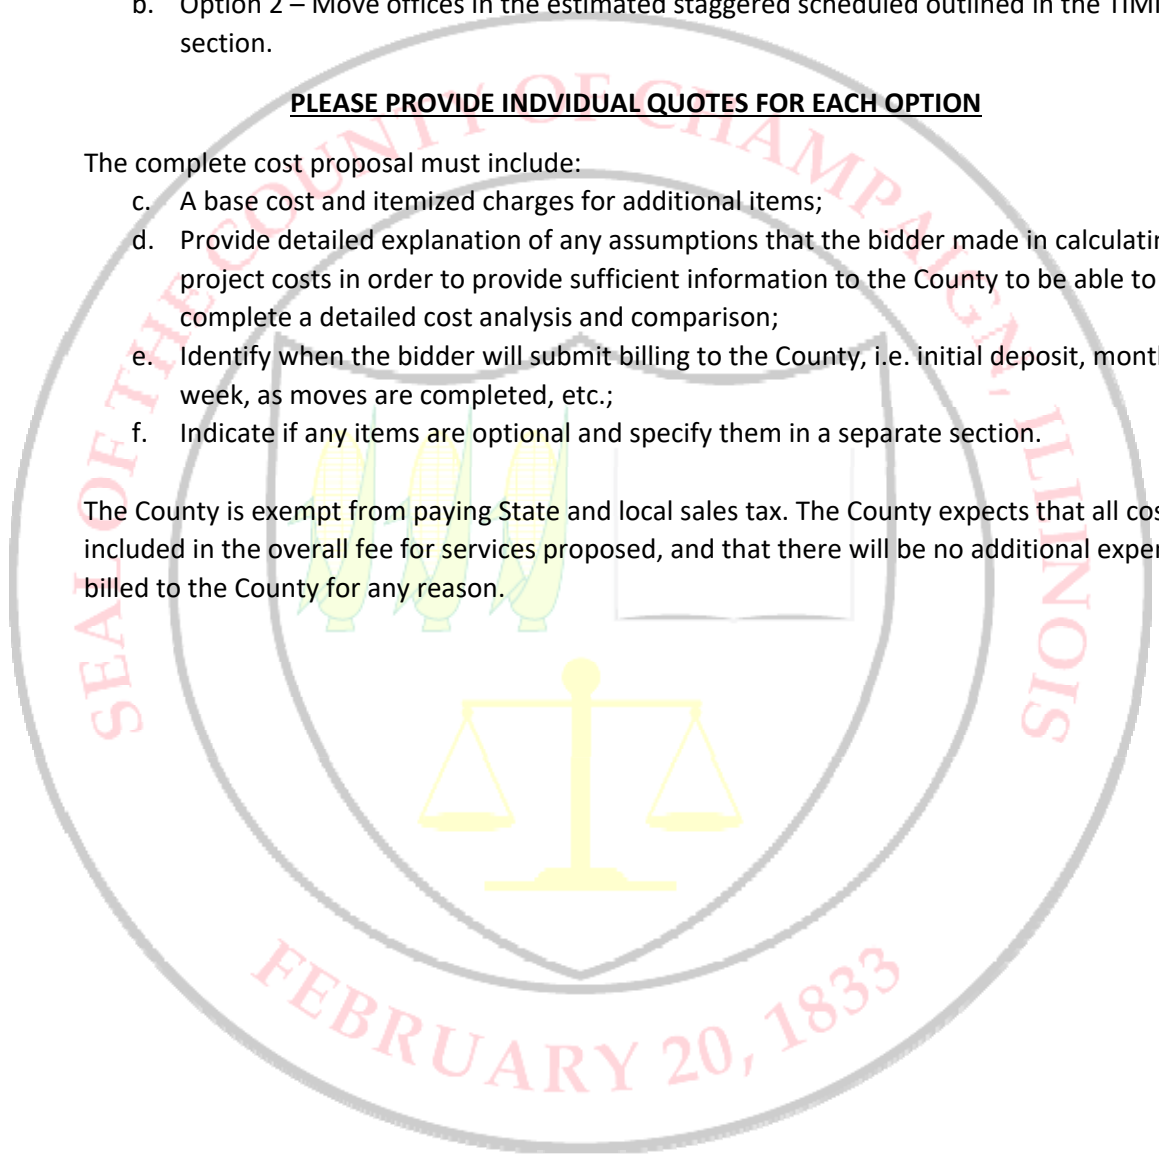 b. Option 2 – Move offices in the estimated staggered scheduled outlined in the
section.
PLEASE PROVIDE INDVIDUAL QUOTES FOR EACH OPTION
The complete cost proposal must include:
c. A base cost and itemized charges for additional items;
d. Provide detailed explanation of any assumptions that the bidder made in
project costs in order to provide sufficient information to the County to be able to
complete a detailed cost analysis and comparison;
e. Identify when the bidder will submit billing to the County, i.e. initial deposit,
week, as moves are completed, etc.;
f. Indicate if any items are optional and specify them in a separate section.
The County is exempt from paying State and local sales tax. The County expects that all
included in the overall fee for services proposed, and that there will be no additional
billed to the County for any reason.
SEAL OF THE COUNTY OF CHAMPAIGN, ILLINOIS
FEBRUARY 20, 1833